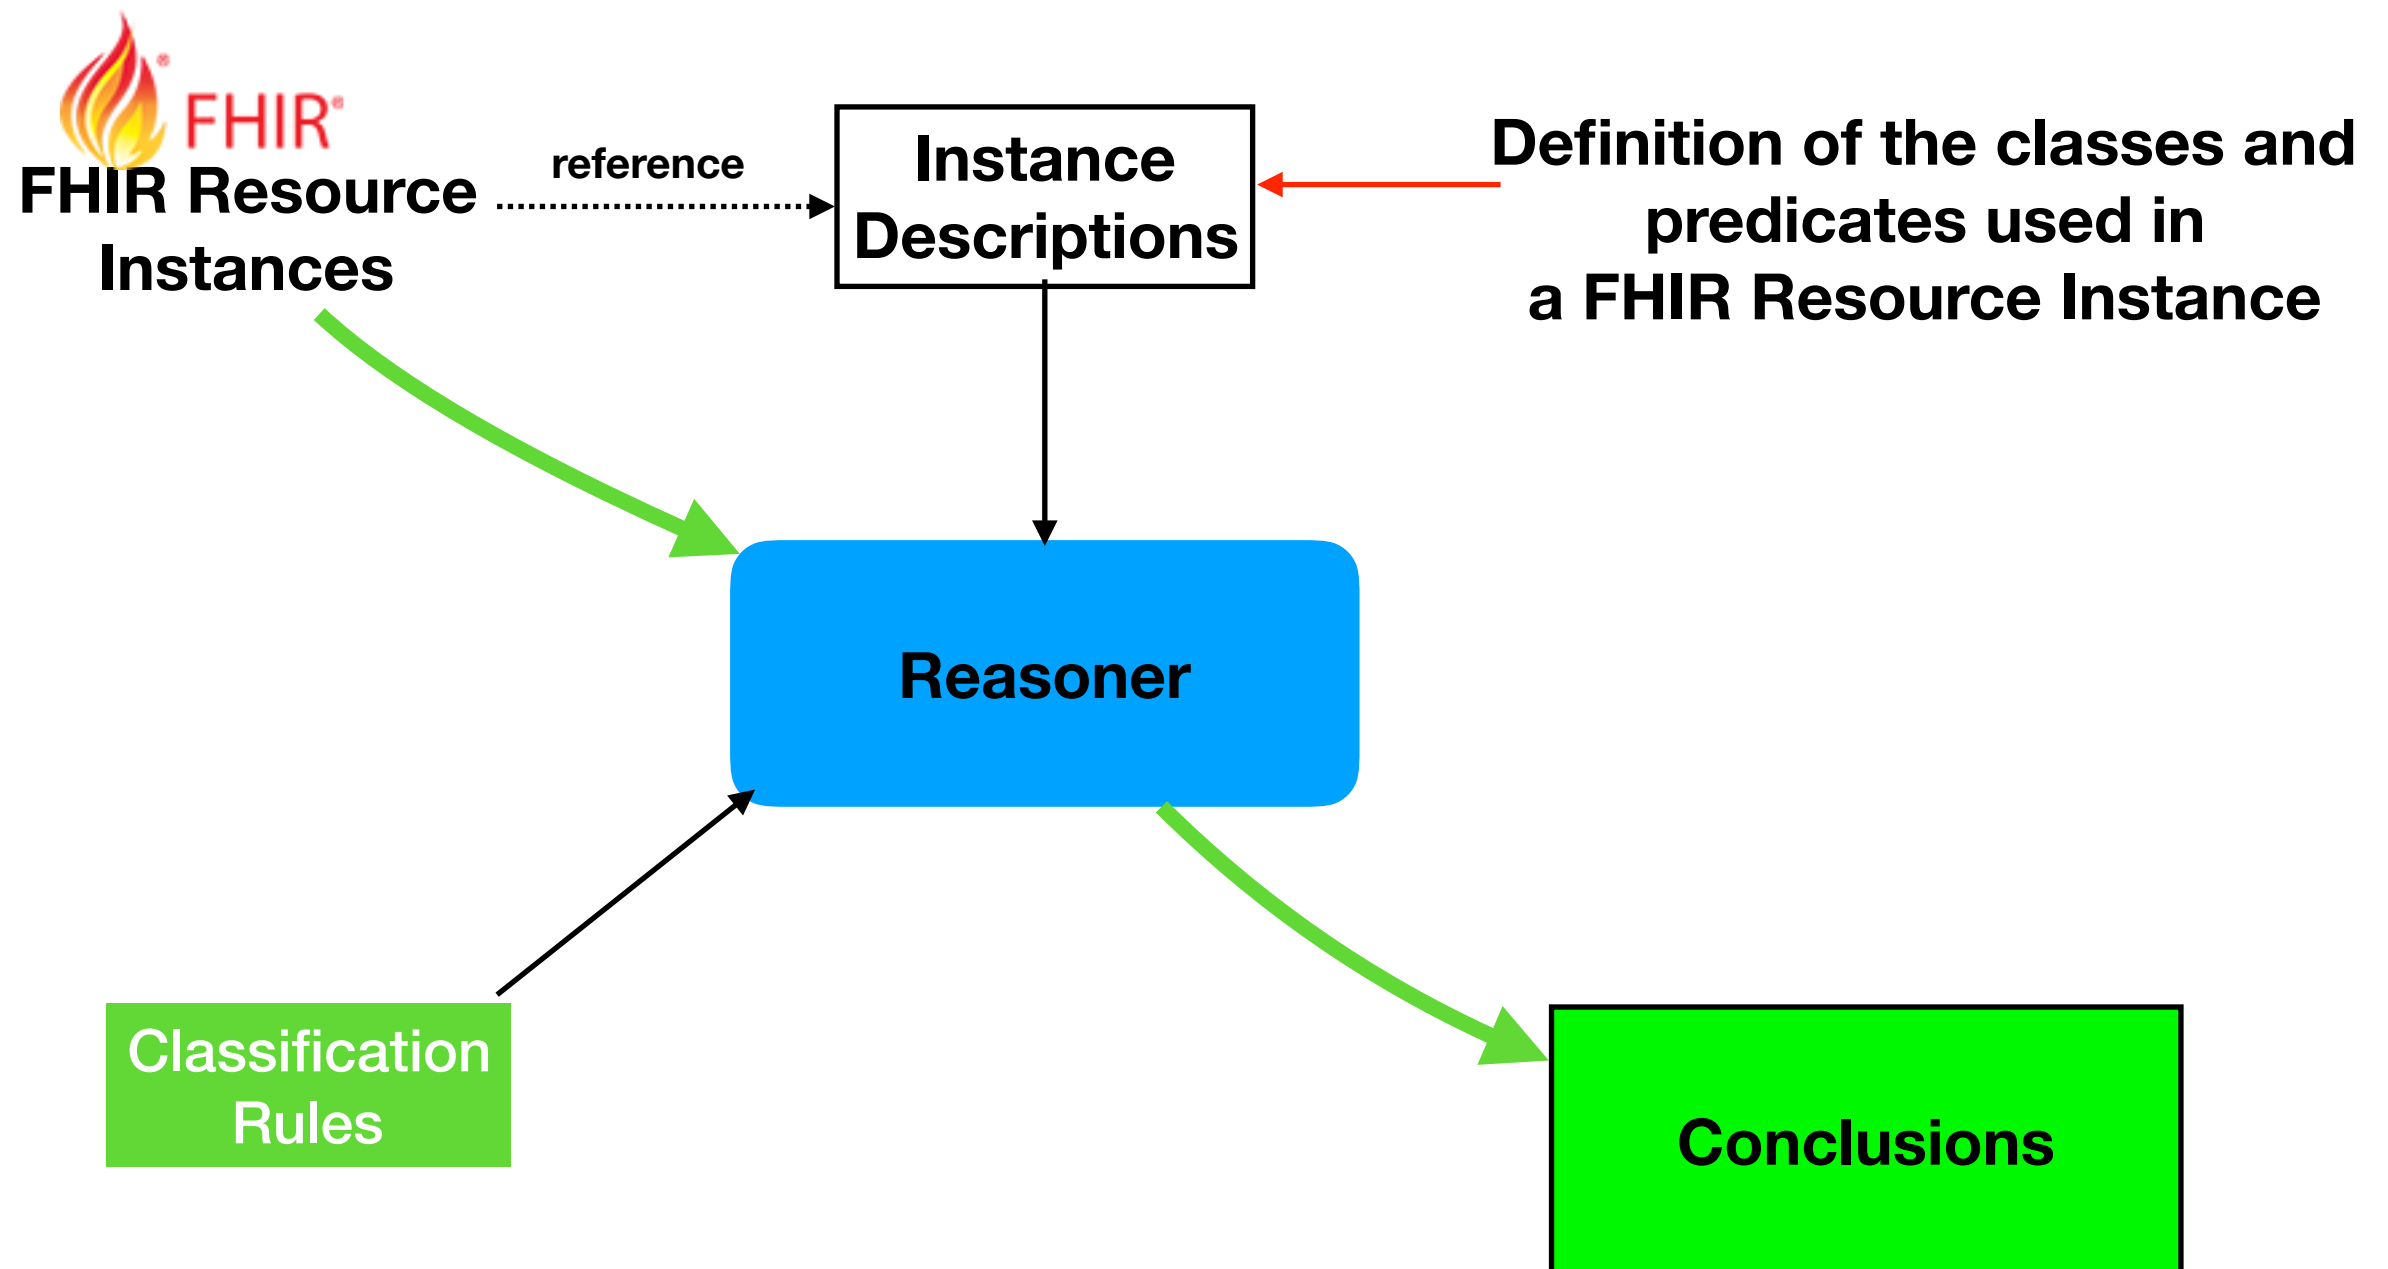 FHIR®
FHIR Resource
Instances
reference
Instance
Descriptions
Definition of the classes and
predicates used in
a FHIR Resource Instance
Reasoner
Classification
Rules
Conclusions